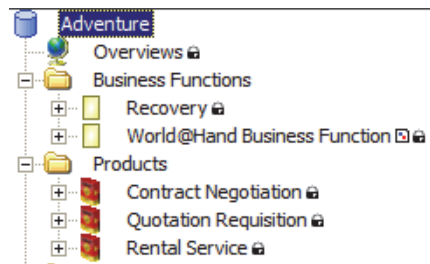 Adventure
Overviews
Business Functions
Recovery
World@Hand Business Function
Products
Contract Negotiation
Quotation Requisition
Rental Service